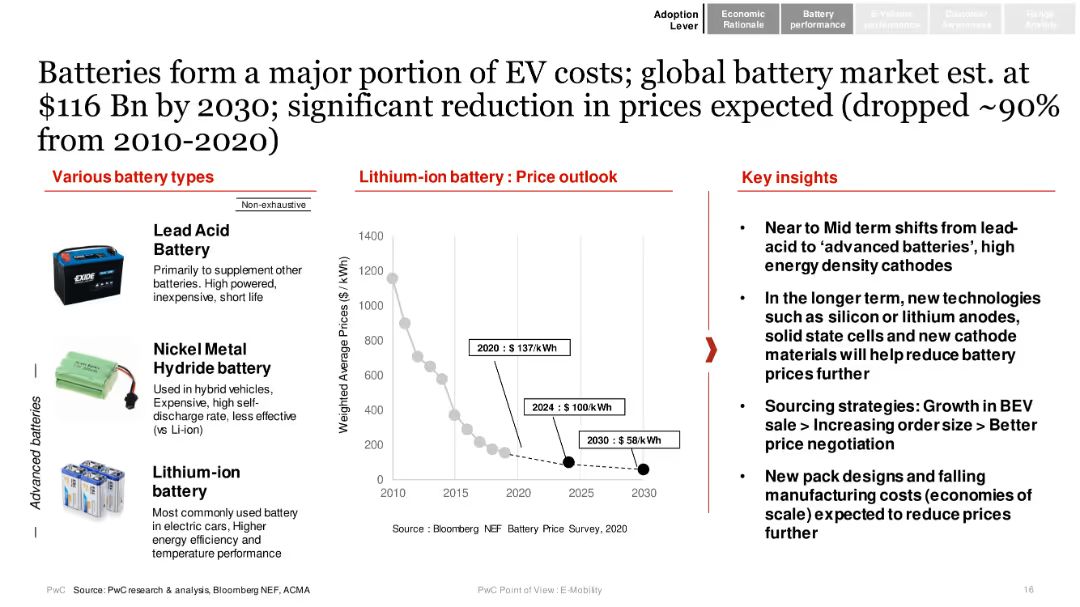 Adoption
Lever
Economic
Rationale
Battery
performance
E-Vehicle
performance
Customer
Awareness
Range
Anxiety
Batteries form a major portion of EV costs; global battery market est. at
$116 Bn by 2030; significant reduction in prices expected (dropped ~90%
from 2010-2020)
Various battery types
Non-exhaustive
Lead Acid
Battery
Primarily to supplement other
batteries. High powered,
inexpensive, short life
EXIDE
Nickel Metal
Hydride battery
Used in hybrid vehicles,
Expensive, high self-
discharge rate, less effective
(vs Li-ion)
Lithium-ion
battery
Most commonly used battery
in electric cars, Higher
energy efficiency and
temperature performance
Advanced batteries
Lithium-ion battery : Price outlook
Weighted Average Prices ($ / kWh)
1400
1200
1000
800
600
400
200
0
2010
2015
2020
2025
2030
2020 : $ 137/kWh
2024 : $ 100/kWh
2030 : $ 58/kWh
Source : Bloomberg NEF Battery Price Survey, 2020
Key insights
• Near to Mid term shifts from lead-
acid to ‘advanced batteries’, high
energy density cathodes
• In the longer term, new technologies
such as silicon or lithium anodes,
solid state cells and new cathode
materials will help reduce battery
prices further
• Sourcing strategies: Growth in BEV
sale > Increasing order size > Better
price negotiation
• New pack designs and falling
manufacturing costs (economies of
scale) expected to reduce prices
further
PwC
Source: PwC research & analysis, Bloomberg NEF, ACMA
PwC Point of View : E-Mobility
16